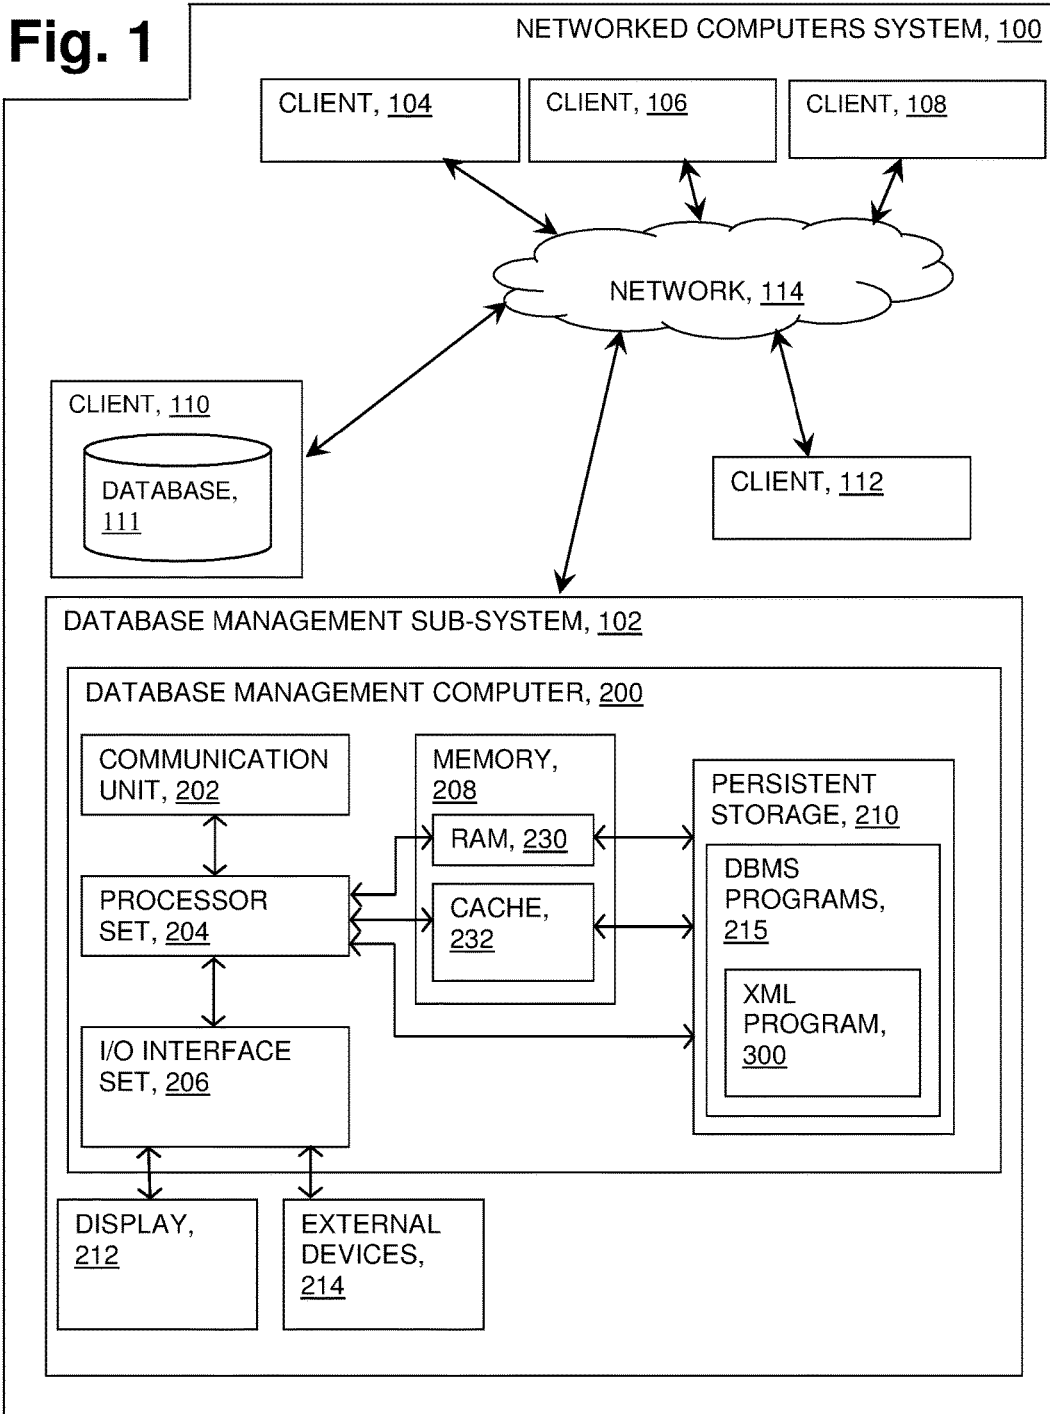 Fig. 1
NETWORKED COMPUTERS SYSTEM, 100
CLIENT, 104
CLIENT, 106
CLIENT, 108
NETWORK, 114
CLIENT, 110
DATABASE,
111
CLIENT, 112
DATABASE MANAGEMENT SUB-SYSTEM, 102
DATABASE MANAGEMENT COMPUTER, 200
COMMUNICATION
UNIT, 202
MEMORY,
208
PERSISTENT
STORAGE, 210
RAM, 230
DBMS
PROGRAMS,
215
PROCESSOR
SET, 204
CACHE,
232
XML
PROGRAM,
300
I/O INTERFACE
SET, 206
DISPLAY,
212
EXTERNAL
DEVICES,
214